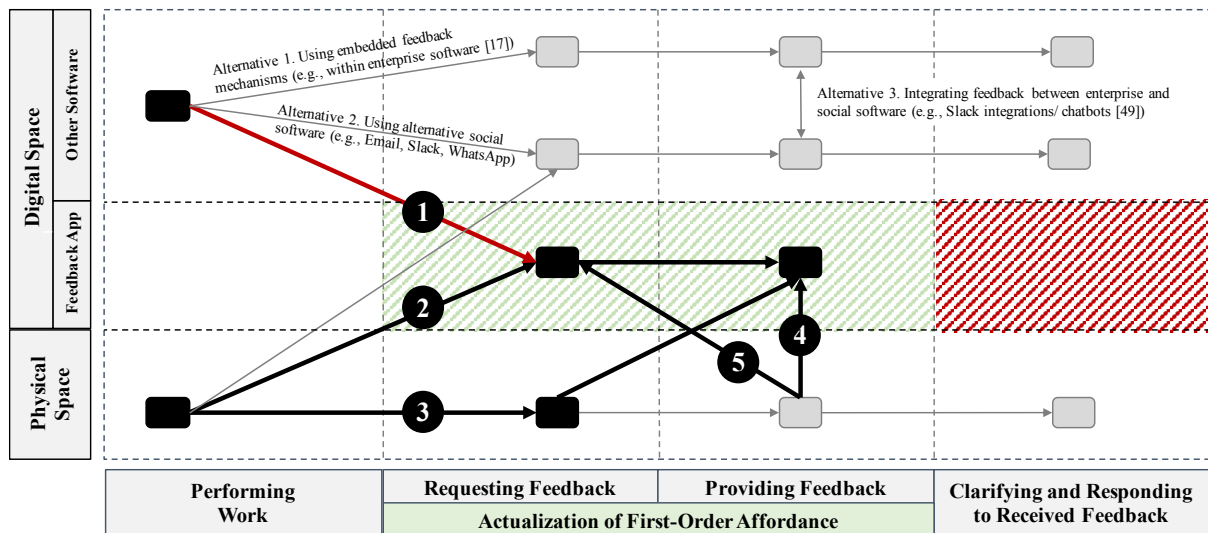 Digital Space
Other Software
Feedback App
Physical
Space
Alternative 1. Using embedded feedback
mechanisms (e.g., within enterprise software [17])
Alternative 2. Using alternative social
software (e.g., Email, Slack, WhatsApp)
Alternative 3. Integrating feedback between enterprise and
social software (e.g., Slack integrations/ chatbots [49])
1
2
3
4
5
Performing
Work
Requesting Feedback
Providing Feedback
Actualization of First-Order Affordance
Clarifying and Responding
to Received Feedback